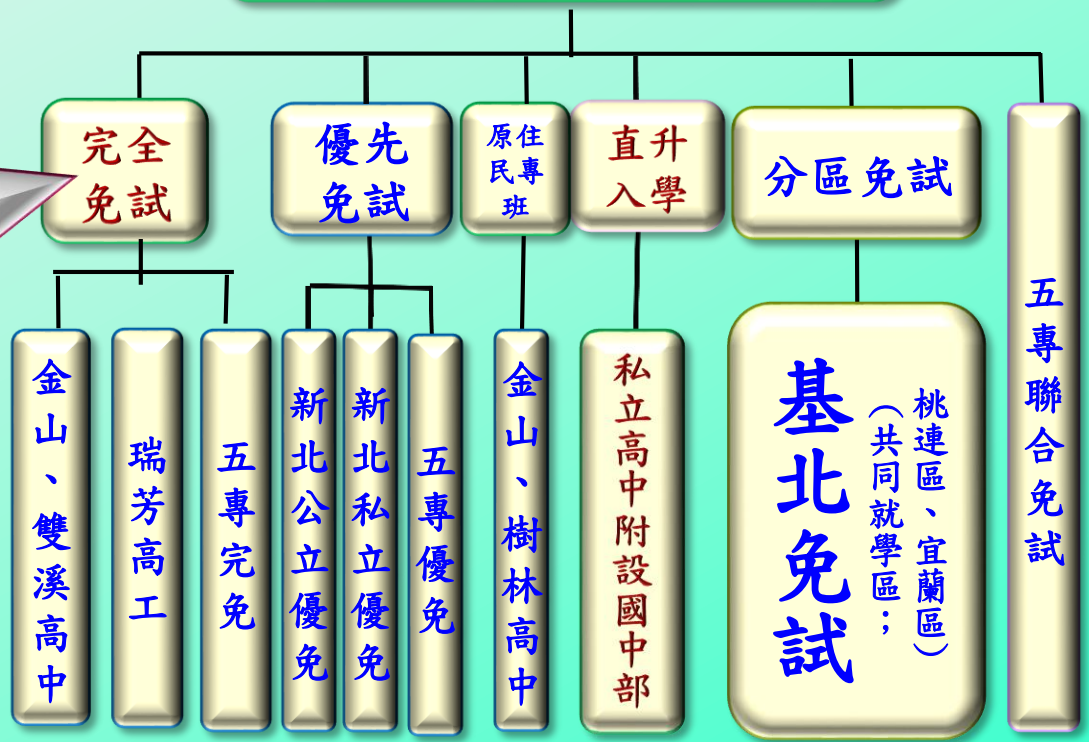 完全
免試
優先
免試
原住
民專
班
直升
入學
分區免試
五專聯合免試
金山、雙溪高中
瑞芳高工
五專完免
新北公立優免
新北私立優免
五專優免
金山、樹林高中
私立高中附設國中部
基北免試
（共同就學區；
桃連區、宜蘭區）